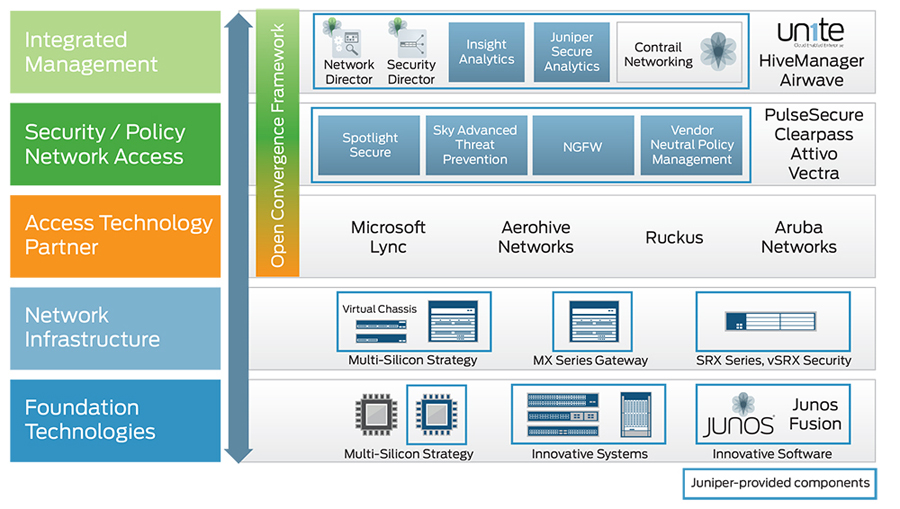 Integrated
Management
Open Convergence Framework
Network
Director
Security
Director
Insight
Analytics
Juniper
Secure
Analytics
Contrail
Networking
un1te
Cloud Enabled Enterprise
HiveManager
Airwave
Security / Policy
Network Access
Spotlight
Secure
Sky Advanced
Threat
Prevention
NGFW
Vendor
Neutral Policy
Management
PulseSecure
Clearpass
Attivo
Vectra
Access Technology
Partner
Microsoft
Lync
Aerohive
Networks
Ruckus
Aruba
Networks
Network
Infrastructure
Virtual Chassis
Multi-Silicon Strategy
MX Series Gateway
SRX Series, vSRX Security
Foundation
Technologies
Multi-Silicon Strategy
Innovative Systems
JUNOS
Junos
Fusion
Innovative Software
Juniper-provided components